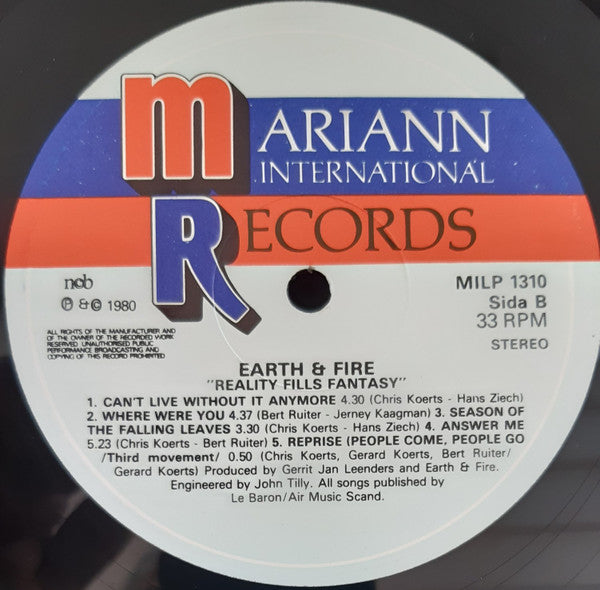 mARIANN
INTERNATIONAL
RECORDS
ncb
℗ & © 1980
MILP 1310
Sida B
33 RPM
STEREO
ALL RIGHTS OF THE MANUFACTURER AND
OF THE OWNER OF THE RECORDED WORK
RESERVED. UNAUTHORISED PUBLIC
PERFORMANCE BROADCASTING AND
COPYING OF THIS RECORD PROHIBITED
EARTH & FIRE
"REALITY FILLS FANTASY"
1. CAN'T LIVE WITHOUT IT ANYMORE 4.30 (Chris Koerts - Hans Ziech)
2. WHERE WERE YOU 4.37 (Bert Ruiter - Jerney Kaagman) 3. SEASON OF
THE FALLING LEAVES 3.30 (Chris Koerts - Hans Ziech) 4. ANSWER ME
5.23 (Chris Koerts - Bert Ruiter) 5. REPRISE (PEOPLE COME, PEOPLE GO
/Third movement/ 0.50 (Chris Koerts, Gerard Koerts, Bert Ruiter/
Gerard Koerts) Produced by Gerrit Jan Leenders and Earth & Fire.
Engineered by John Tilly. All songs published by
Le Baron/Air Music Scand.